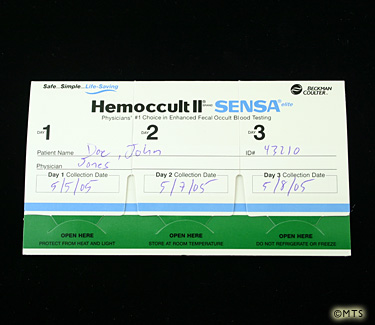 Safe...Simple...Life-Saving
BECKMAN COULTER
Hemoccult II SENSA elite
Physicians' #1 Choice in Enhanced Fecal Occult Blood Testing
DAY 1 DAY 2 DAY 3
Patient Name Doe, John ID# 43210
Physician Jones
Day 1 Collection Date Day 2 Collection Date Day 3 Collection Date
5/5/05 5/7/05 5/8/05
OPEN HERE OPEN HERE OPEN HERE
PROTECT FROM HEAT AND LIGHT STORE AT ROOM TEMPERATURE DO NOT REFRIGERATE OR FREEZE
©MTS